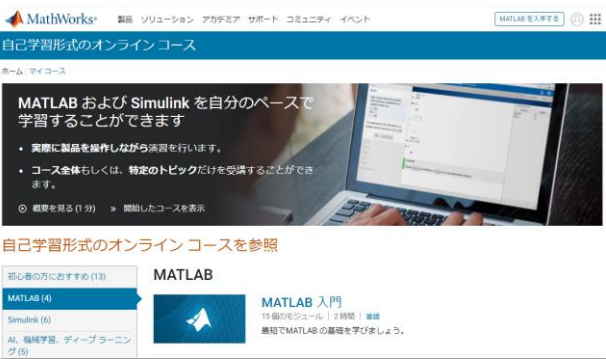 MathWorks®
製品 ソリューション アカデミア サポート コミュニティ イベント
MATLAB を入手する
自己学習形式のオンライン コース
ホーム マイ コース
MATLAB および Simulink を自分のペースで
学習することができます
• 実際に製品を操作しながら演習を行います。
• コース全体もしくは、特定のトピックだけを受講することができ
ます。
概要を見る (1 分) » 開始したコースを表示
自己学習形式のオンライン コースを参照
初心者の方におすすめ (13)
MATLAB (4)
Simulink (6)
AI、機械学習、ディープ ラーニン
グ (5)
MATLAB
MATLAB 入門
15 個のモジュール | 2 時間 | 言語
最短でMATLAB の基礎を学びましょう。